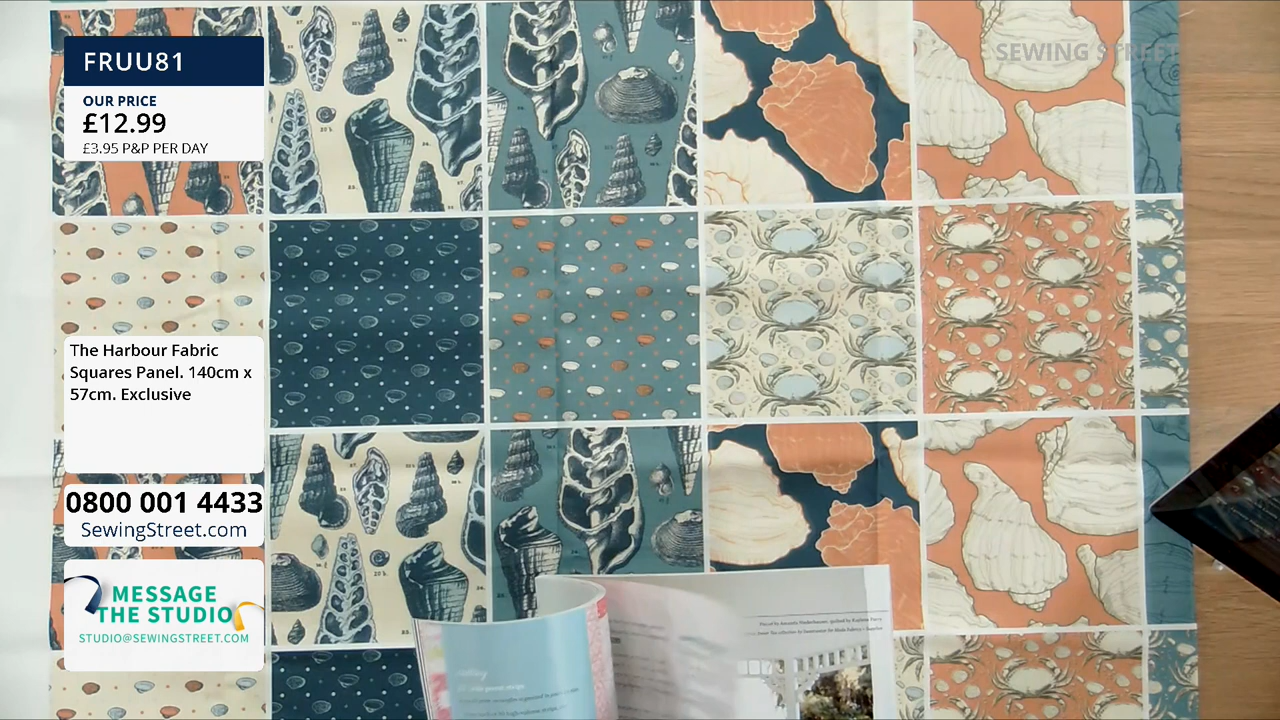 FRUU81
OUR PRICE
£12.99
£3.95 P&P PER DAY
SEWING STREET
The Harbour Fabric
Squares Panel. 140cm x
57cm. Exclusive
0800 001 4433
SewingStreet.com
MESSAGE
THE STUDIO
STUDIO@SEWINGSTREET.COM